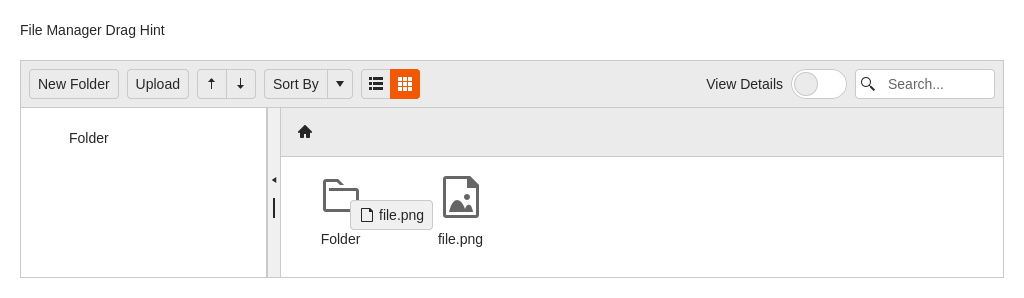 File Manager Drag Hint
New Folder Upload Sort By View Details Search...
Folder
file.png
Folder file.png